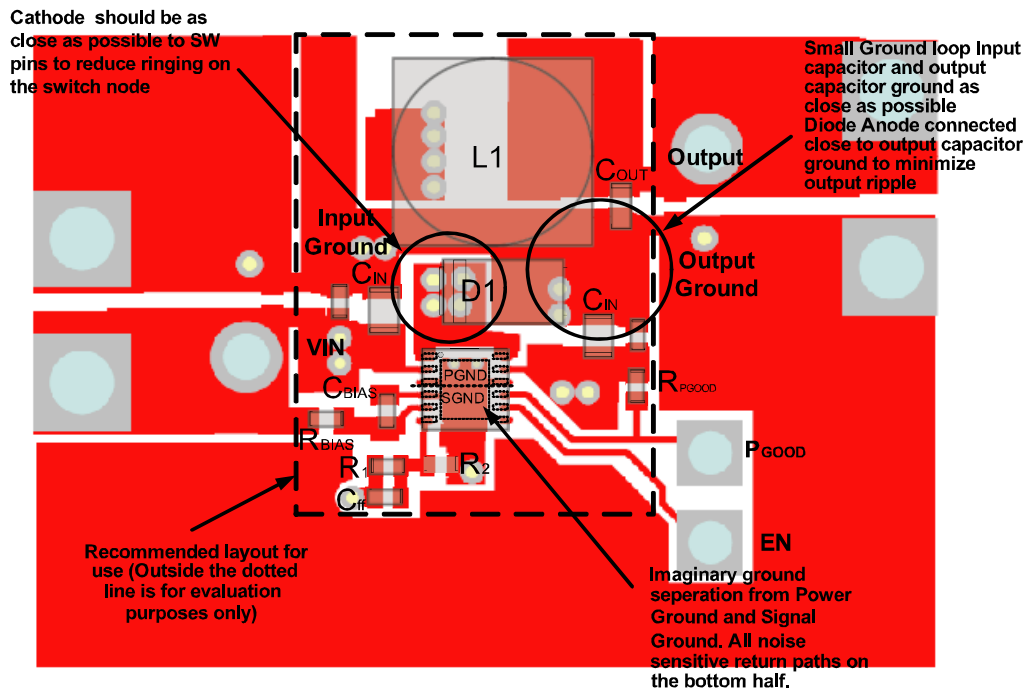 Cathode should be as
close as possible to SW
pins to reduce ringing on
the switch node
Small Ground loop Input
capacitor and output
capacitor ground as
close as possible
Diode Anode connected
close to output capacitor
ground to minimize
output ripple
L1
COUT
Output
Input
Ground
CIN
D1
CIN
Output
Ground
VIN
PGND
SGND
CBIAS
RPGOOD
RBIAS
R1
R2
Cff
PGOOD
EN
Recommended layout for
use (Outside the dotted
line is for evaluation
purposes only)
Imaginary ground
seperation from Power
Ground and Signal
Ground. All noise
sensitive return paths on
the bottom half.